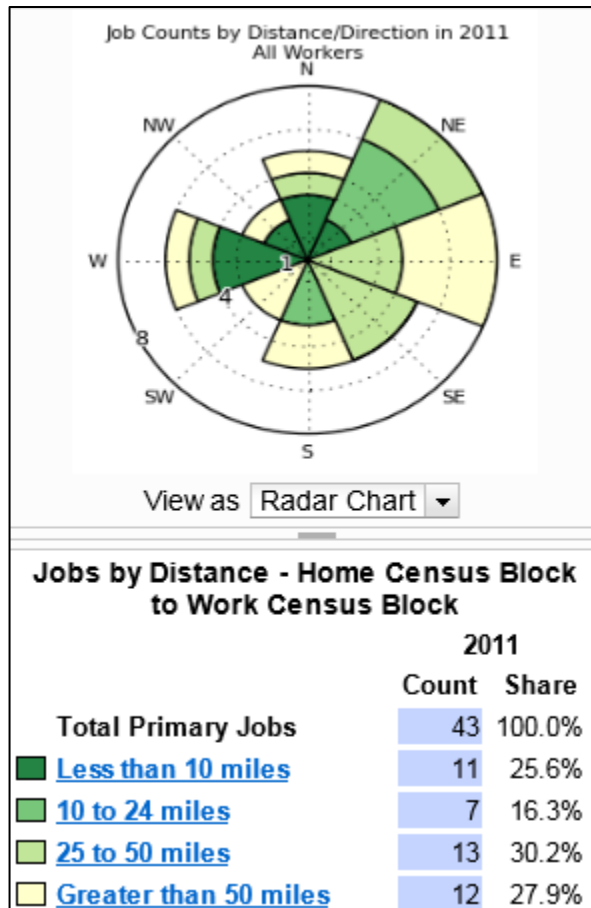 Job Counts by Distance/Direction in 2011
All Workers
N
NW
NE
W
1
E
4
8
SW
SE
S
View as Radar Chart
Jobs by Distance - Home Census Block
to Work Census Block
2011
Count Share
Total Primary Jobs 43 100.0%
Less than 10 miles 11 25.6%
10 to 24 miles 7 16.3%
25 to 50 miles 13 30.2%
Greater than 50 miles 12 27.9%